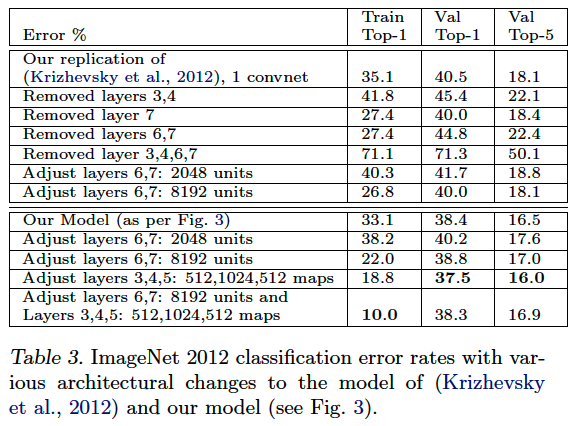 Error % Train Top-1 Val Top-1 Val Top-5
Our replication of
(Krizhevsky et al., 2012), 1 convnet 35.1 40.5 18.1
Removed layers 3,4 41.8 45.4 22.1
Removed layer 7 27.4 40.0 18.4
Removed layers 6,7 27.4 44.8 22.4
Removed layer 3,4,6,7 71.1 71.3 50.1
Adjust layers 6,7: 2048 units 40.3 41.7 18.8
Adjust layers 6,7: 8192 units 26.8 40.0 18.1
Our Model (as per Fig. 3) 33.1 38.4 16.5
Adjust layers 6,7: 2048 units 38.2 40.2 17.6
Adjust layers 6,7: 8192 units 22.0 38.8 17.0
Adjust layers 3,4,5: 512,1024,512 maps 18.8 37.5 16.0
Adjust layers 6,7: 8192 units and
Layers 3,4,5: 512,1024,512 maps 10.0 38.3 16.9
Table 3. ImageNet 2012 classification error rates with var-
ious architectural changes to the model of (Krizhevsky
et al., 2012) and our model (see Fig. 3).